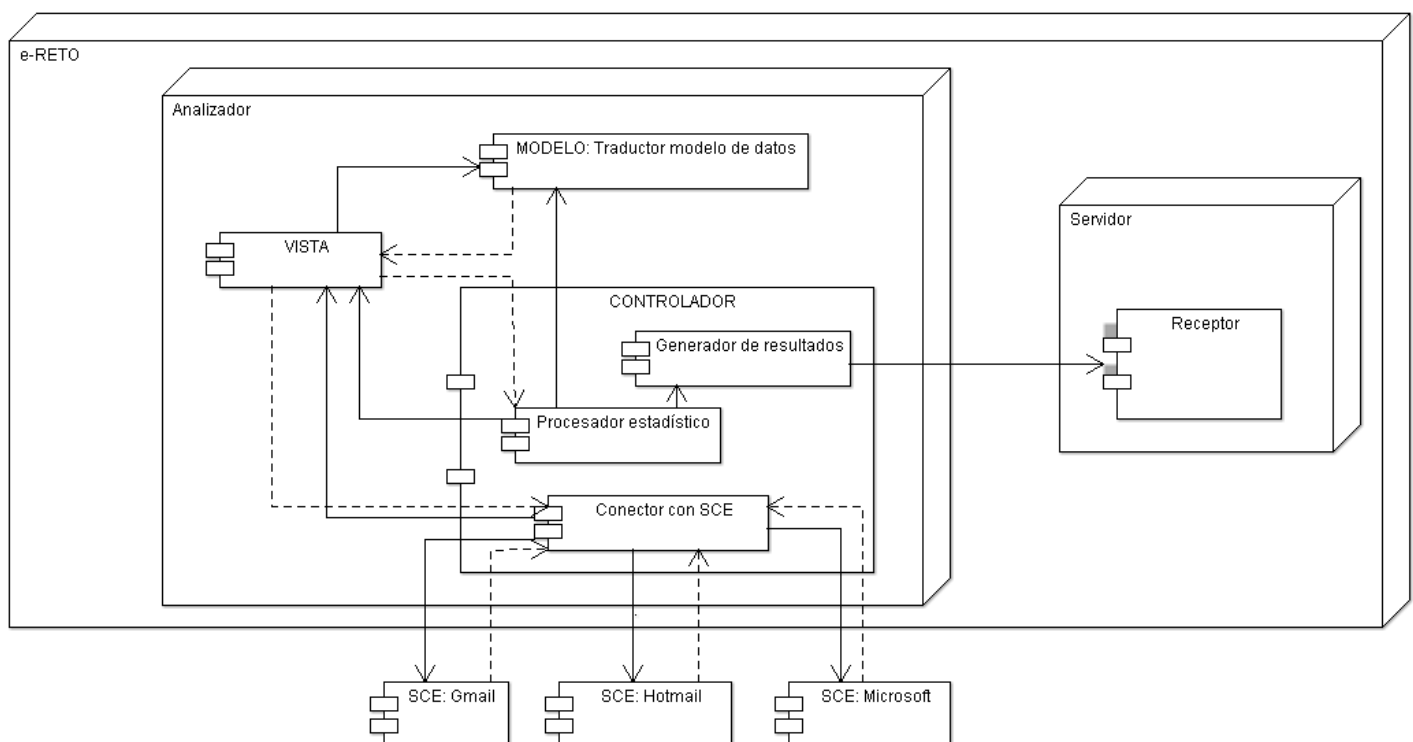 e-RETO
Analizador
MODELO: Traductor modelo de datos
Servidor
VISTA
CONTROLADOR
Receptor
Generador de resultados
Procesador estadístico
Conector con SCE
SCE: Gmail
SCE: Hotmail
SCE: Microsoft